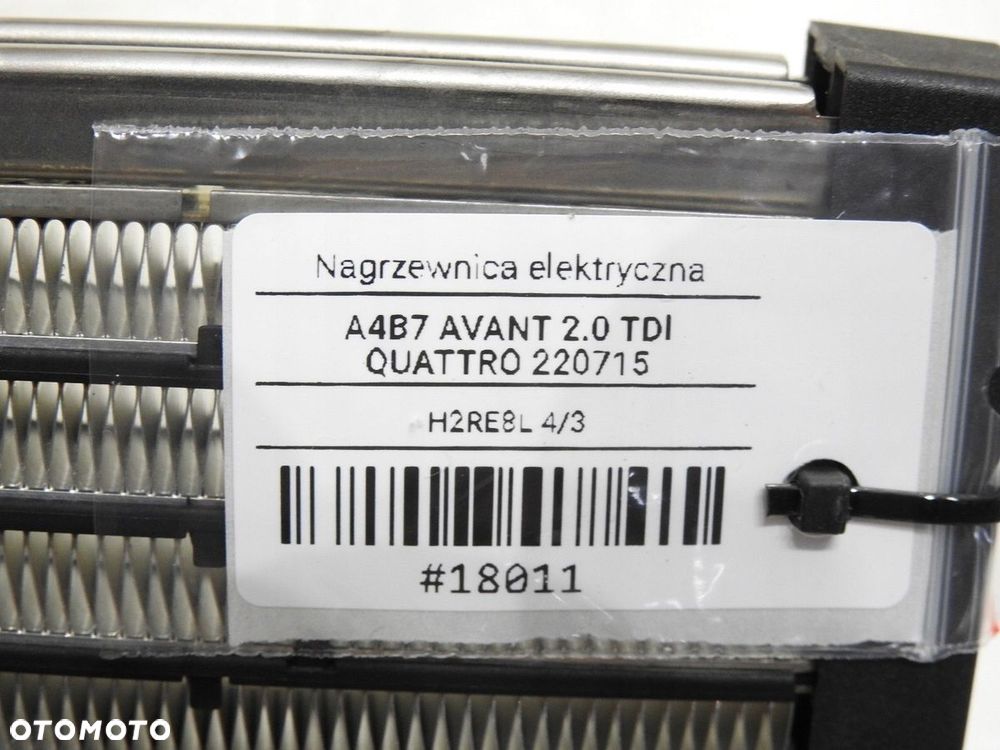 Nagrzewnica elektryczna
A4B7 AVANT 2.0 TDI
QUATTRO 220715
H2RE8L 4/3
#18011
OTOMOTO